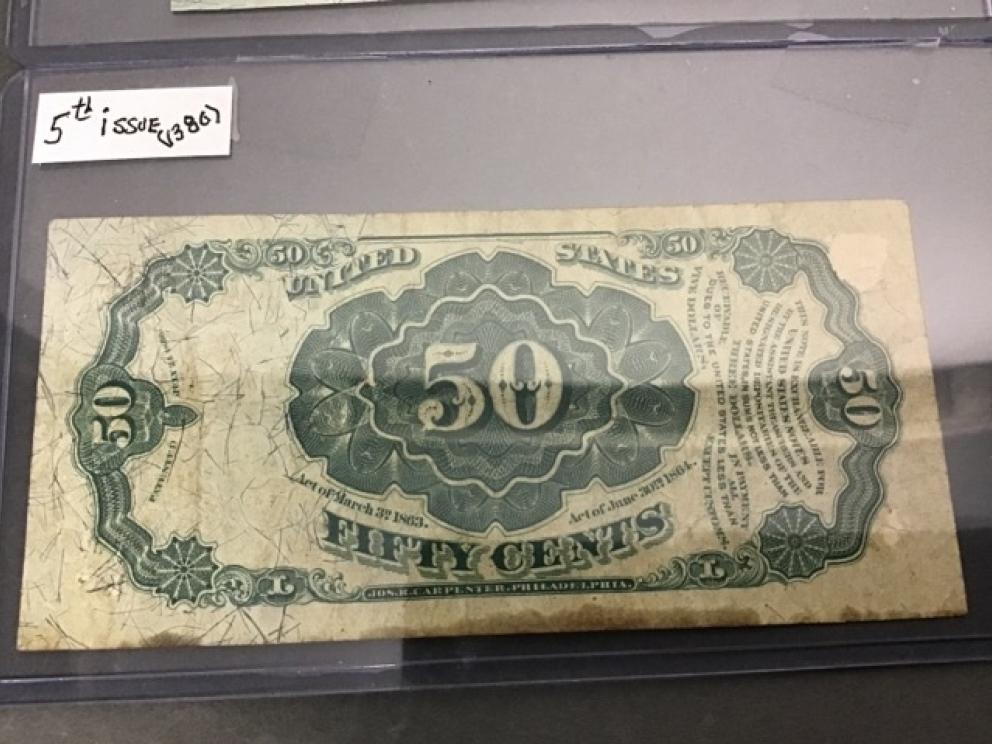 5th issue (1380)
50 50
UNITED STATES
50
50
50
PATENTED
Act of March 3d 1863.
Act of June 30th 1864.
FIFTY CENTS
L L
JOS. R. CARPENTER. PHILADELPHIA.
THIS NOTE IS EXCHANGEABLE FOR
UNITED STATES NOTES
BY THE ASSISTANT TREASURERS AND
DESIGNATED DEPOSITARIES OF THE
UNITED STATES IN SUMS NOT LESS THAN
THREE DOLLARS.
RECEIVABLE IN PAYMENT
OF ALL
DUES TO THE UNITED STATES LESS THAN
FIVE DOLLARS, EXCEPT CUSTOMS.